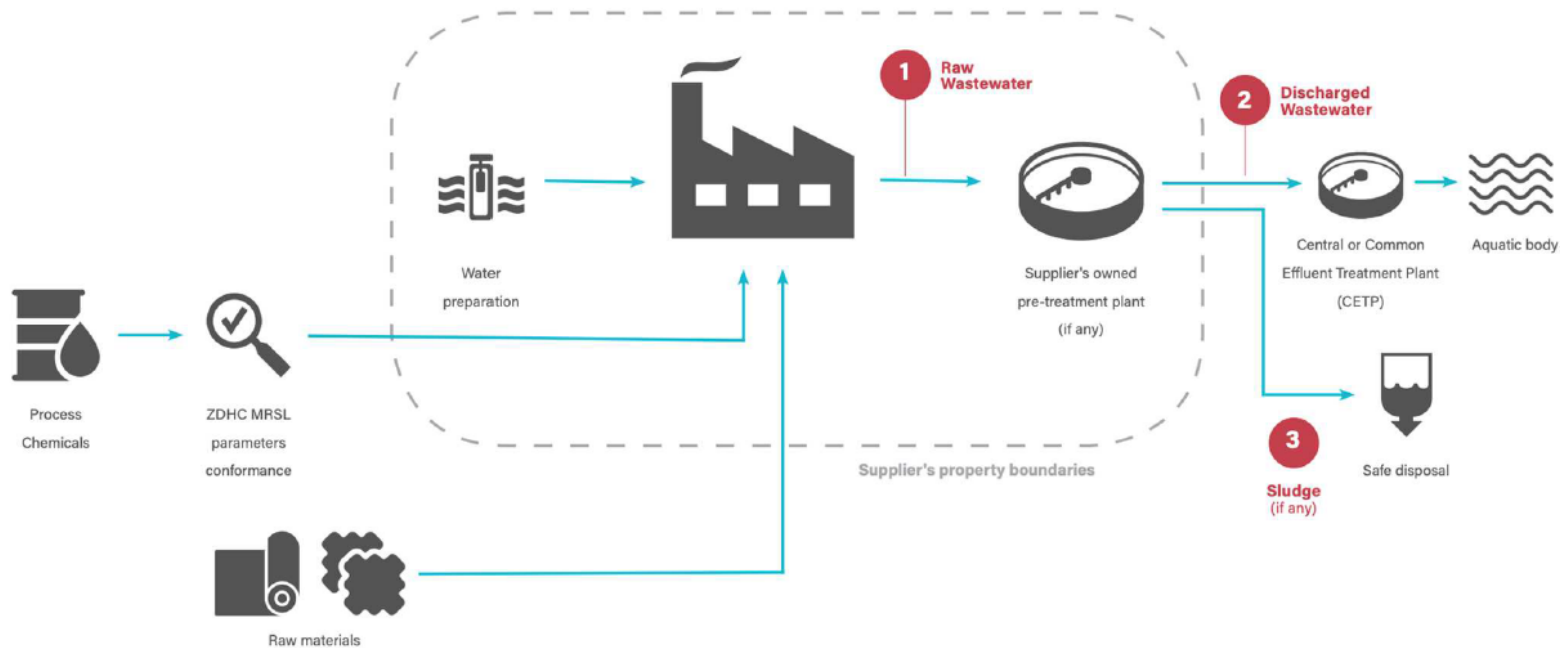 1
Raw
Wastewater
2
Discharged
Wastewater
Water
preparation
Supplier's owned
pre-treatment plant
(if any)
Central or Common
Effluent Treatment Plant
(CETP)
Aquatic body
Process
Chemicals
ZDHC MRSL
parameters
conformance
Supplier's property boundaries
3
Sludge
(if any)
Safe disposal
Raw materials